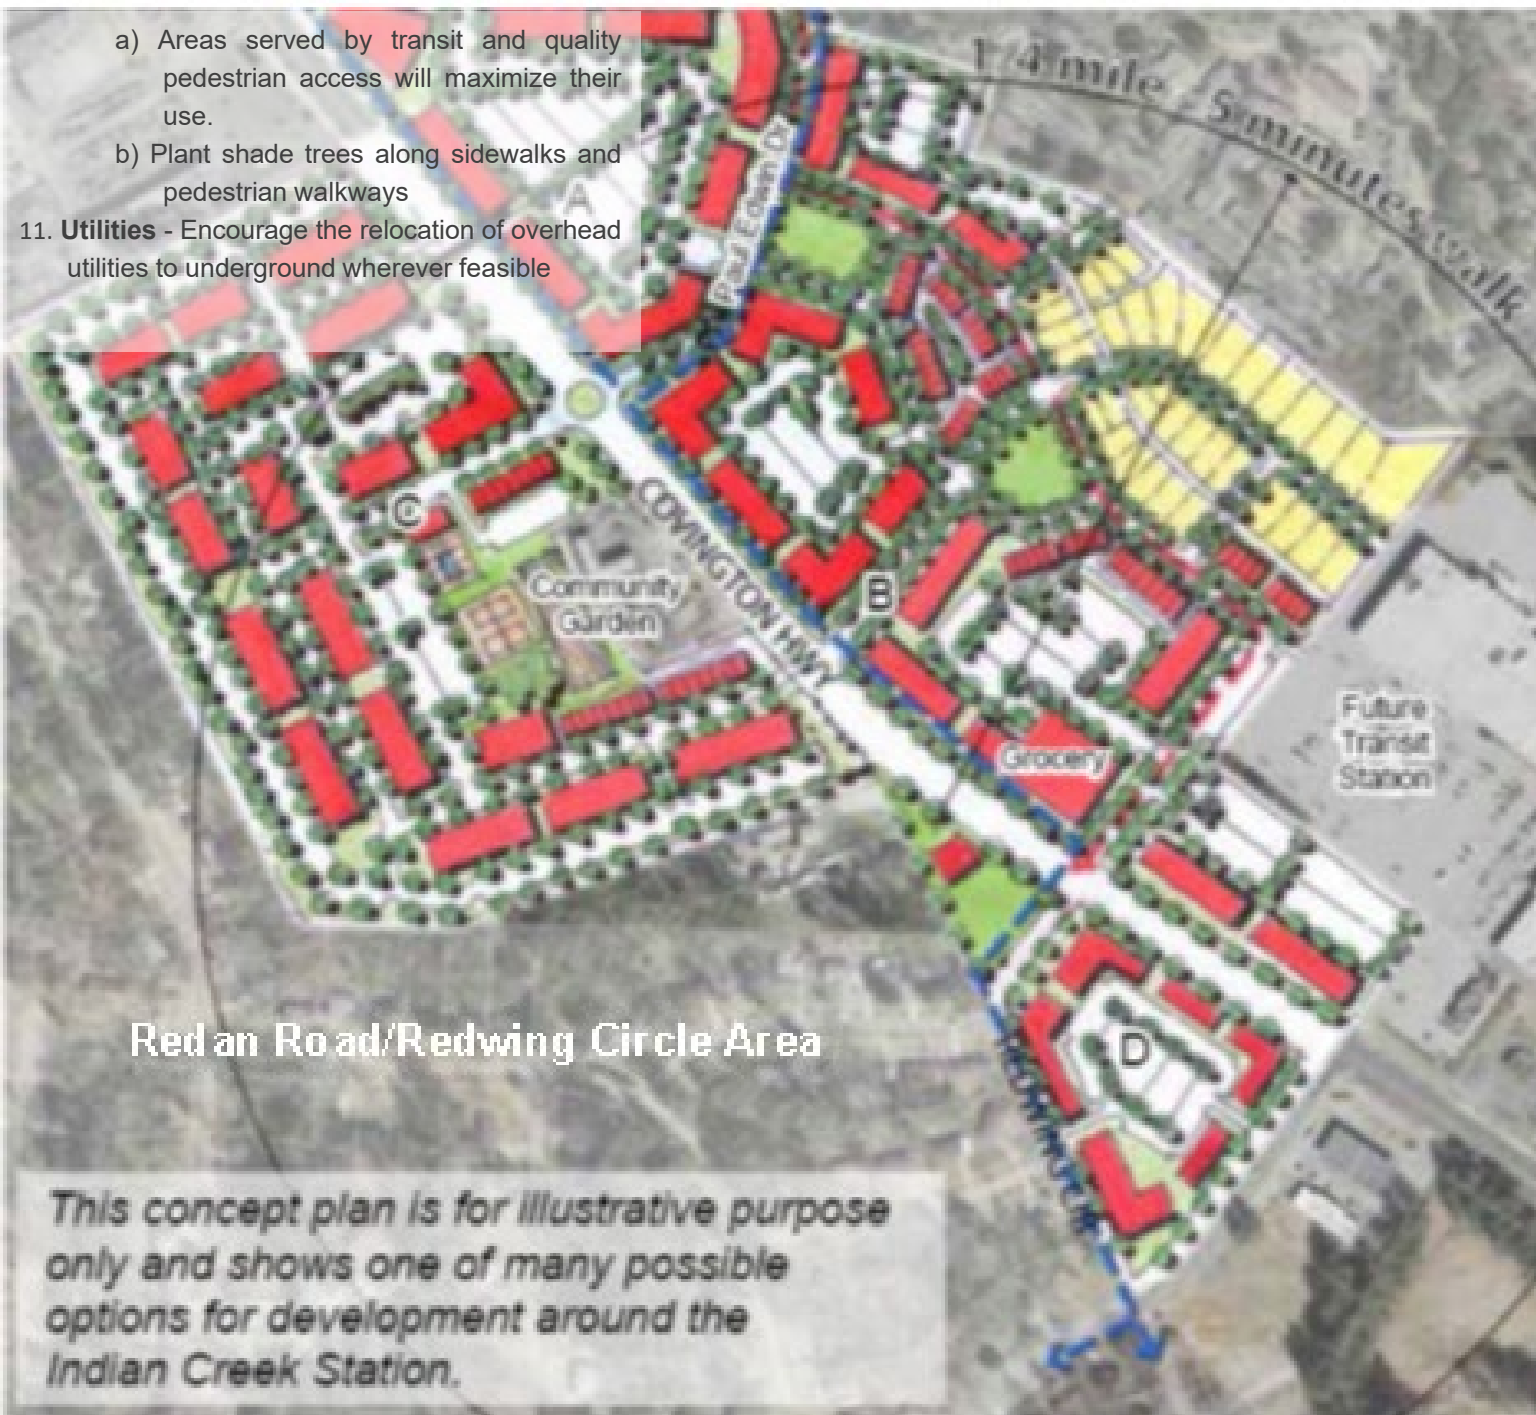 a) Areas served by transit and quality
pedestrian access will maximize their
use.
b) Plant shade trees along sidewalks and
pedestrian walkways
11. Utilities - Encourage the relocation of overhead
utilities to underground wherever feasible
1/4 mile 5 minutes walk
A
Paul Edwin Dr
C
COVINGTON HWY
Community
Garden
B
Grocery
Future
Transit
Station
D
Redan Road/Redwing Circle Area
This concept plan is for illustrative purpose
only and shows one of many possible
options for development around the
Indian Creek Station.